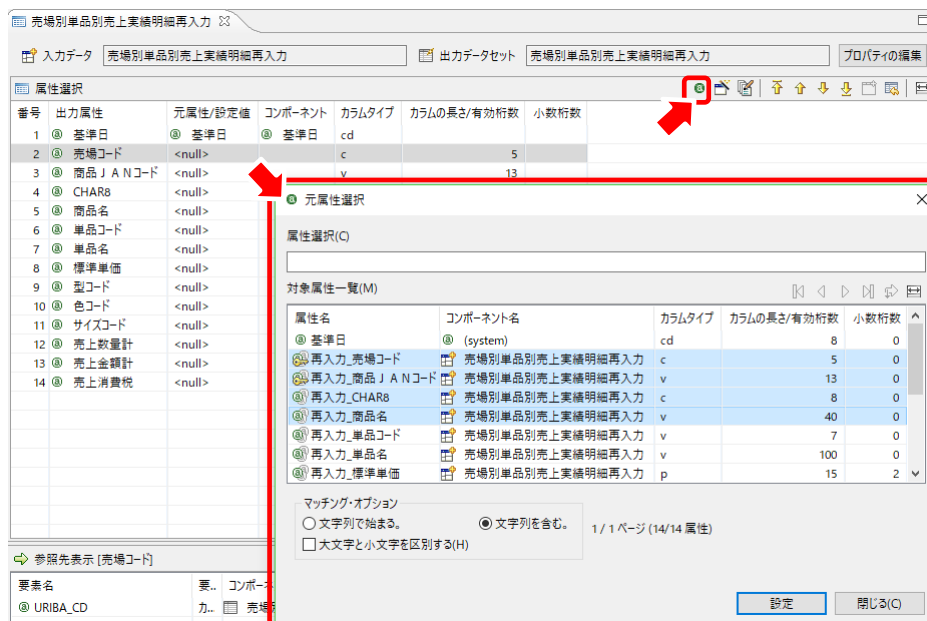 売場別単品別売上実績明細再入力
入力データ 売場別単品別売上実績明細再入力 出力データセット 売場別単品別売上実績明細再入力 プロパティの編集
属性選択
番号 出力属性 元属性/設定値 コンポーネント カラムタイプ カラムの長さ/有効桁数 小数桁数
1 基準日 基準日 基準日 cd
2 売場コード <null> c 5
3 商品ＪＡＮコード <null> v 13
4 CHAR8 <null>
5 商品名 <null>
6 単品コード <null>
7 単品名 <null>
8 標準単価 <null>
9 型コード <null>
10 色コード <null>
11 サイズコード <null>
12 売上数量計 <null>
13 売上金額計 <null>
14 売上消費税 <null>
元属性選択
属性選択(C)
対象属性一覧(M)
属性名 コンポーネント名 カラムタイプ カラムの長さ/有効桁数 小数桁数
基準日 (system) cd 8 0
再入力_売場コード 売場別単品別売上実績明細再入力 c 5 0
再入力_商品ＪＡＮコード 売場別単品別売上実績明細再入力 v 13 0
再入力_CHAR8 売場別単品別売上実績明細再入力 c 8 0
再入力_商品名 売場別単品別売上実績明細再入力 v 40 0
再入力_単品コード 売場別単品別売上実績明細再入力 v 7 0
再入力_単品名 売場別単品別売上実績明細再入力 v 100 0
再入力_標準単価 売場別単品別売上実績明細再入力 p 15 2
マッチング・オプション
文字列で始まる。 文字列を含む。
大文字と小文字を区別する(H)
1 / 1 ページ (14/14 属性)
設定 閉じる(C)
参照先表示 [売場コード]
要素名 要.. コンポーネ
URIBA_CD カ.. 売場